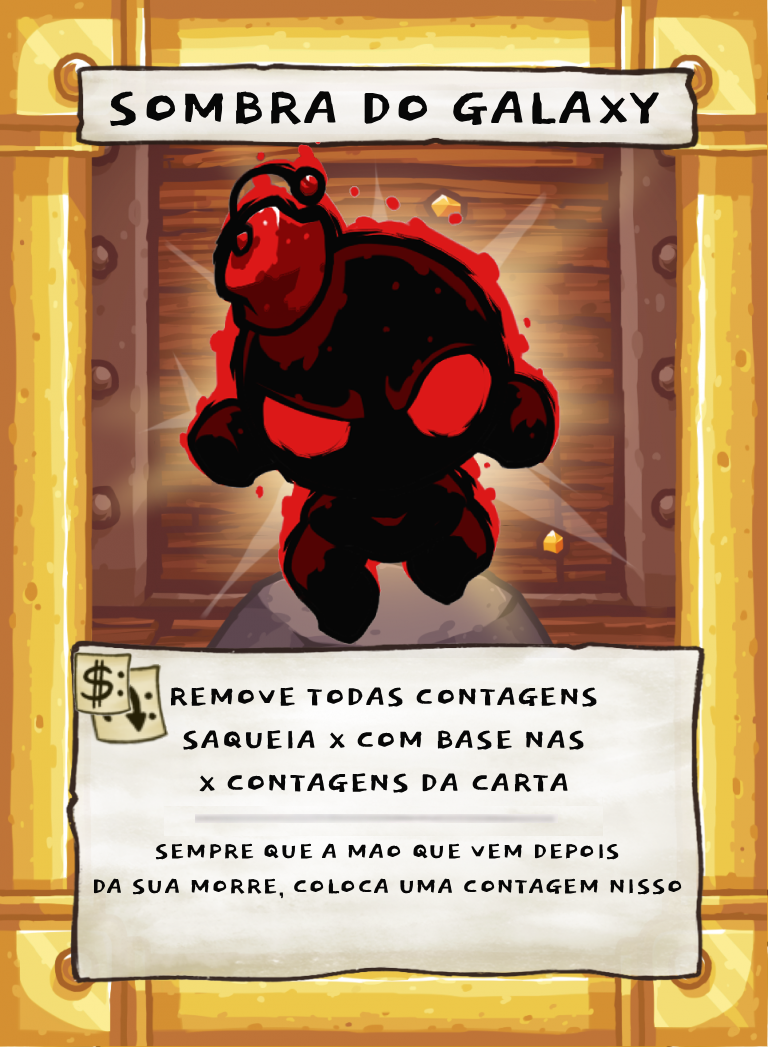 SOMBRA DO GALAXY
$:
REMOVE TODAS CONTAGENS
SAQUEIA X COM BASE NAS
X CONTAGENS DA CARTA
SEMPRE QUE A MAO QUE VEM DEPOIS
DA SUA MORRE, COLOCA UMA CONTAGEM NISSO